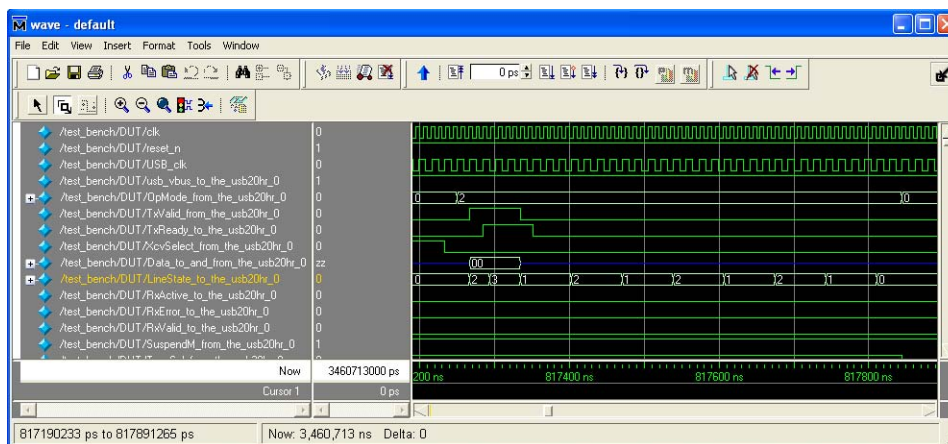 wave - default
File Edit View Insert Format Tools Window
0 ps
/test_bench/DUT/clk 0
/test_bench/DUT/reset_n 1
/test_bench/DUT/USB_clk 0
/test_bench/DUT/usb_vbus_to_the_usb20hr_0 1
/test_bench/DUT/OpMode_from_the_usb20hr_0 0 0 2 0
/test_bench/DUT/TxValid_from_the_usb20hr_0 0
/test_bench/DUT/TxReady_to_the_usb20hr_0 0
/test_bench/DUT/XcvSelect_from_the_usb20hr_0 0
/test_bench/DUT/Data_to_and_from_the_usb20hr_0 zz 00
/test_bench/DUT/LineState_to_the_usb20hr_0 0 0 2 3 1 2 1 2 1 2 1 0
/test_bench/DUT/RxActive_to_the_usb20hr_0 0
/test_bench/DUT/RxError_to_the_usb20hr_0 0
/test_bench/DUT/RxValid_to_the_usb20hr_0 0
/test_bench/DUT/SuspendM_from_the_usb20hr_0 1
Now 3460713000 ps 200 ns 817400 ns 817600 ns 817800 ns
Cursor 1 0 ps
817190233 ps to 817891265 ps Now: 3,460,713 ns Delta: 0